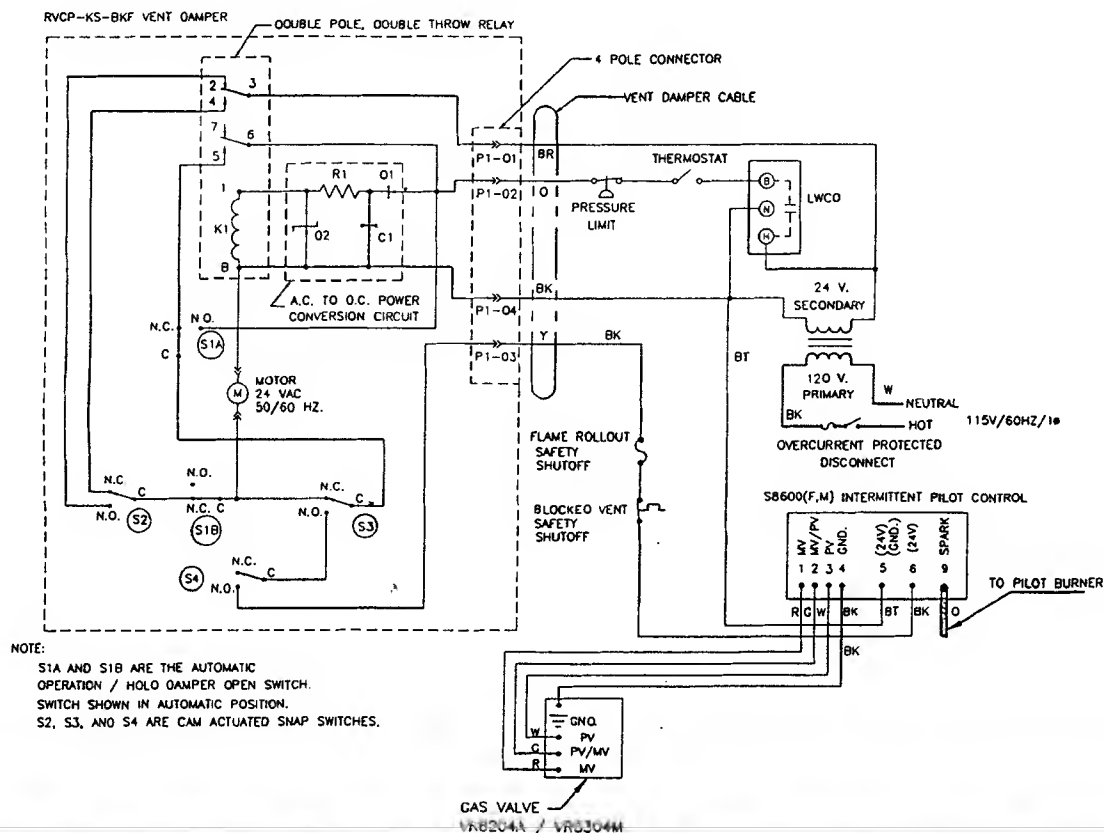 RVCP-KS-BKF VENT DAMPER
DOUBLE POLE, DOUBLE THROW RELAY
4 POLE CONNECTOR
VENT DAMPER CABLE
2
3
4
7
6
5
1
K1
B
R1
D1
D2
C1
A.C. TO D.C. POWER
CONVERSION CIRCUIT
P1-01
BR
P1-02
O
PRESSURE
LIMIT
THERMOSTAT
B
N
H
LWCO
P1-04
BK
P1-03
Y
BK
24 V.
SECONDARY
120 V.
PRIMARY
BT
W
NEUTRAL
BK
HOT
115V/60HZ/1ø
OVERCURRENT PROTECTED
DISCONNECT
N.C.
N.O.
S1A
C
M
MOTOR
24 VAC
50/60 HZ.
FLAME ROLLOUT
SAFETY
SHUTOFF
BLOCKED VENT
SAFETY
SHUTOFF
N.C.
C
N.O.
S2
N.O.
N.C.
C
S1B
N.C.
C
N.O.
S3
N.C.
C
N.O.
S4
S8600(F,M) INTERMITTENT PILOT CONTROL
MV
MV/PV
PV
GND.
(24V)
(GND.)
(24V)
SPARK
1 2 3 4 5 6 9
R G W BK BT BK O
TO PILOT BURNER
BK
NOTE:
S1A AND S1B ARE THE AUTOMATIC
OPERATION / HOLD DAMPER OPEN SWITCH.
SWITCH SHOWN IN AUTOMATIC POSITION.
S2, S3, AND S4 ARE CAM ACTUATED SNAP SWITCHES.
GND.
W
PV
G
PV/MV
R
MV
GAS VALVE
VR8204A / VR8304M